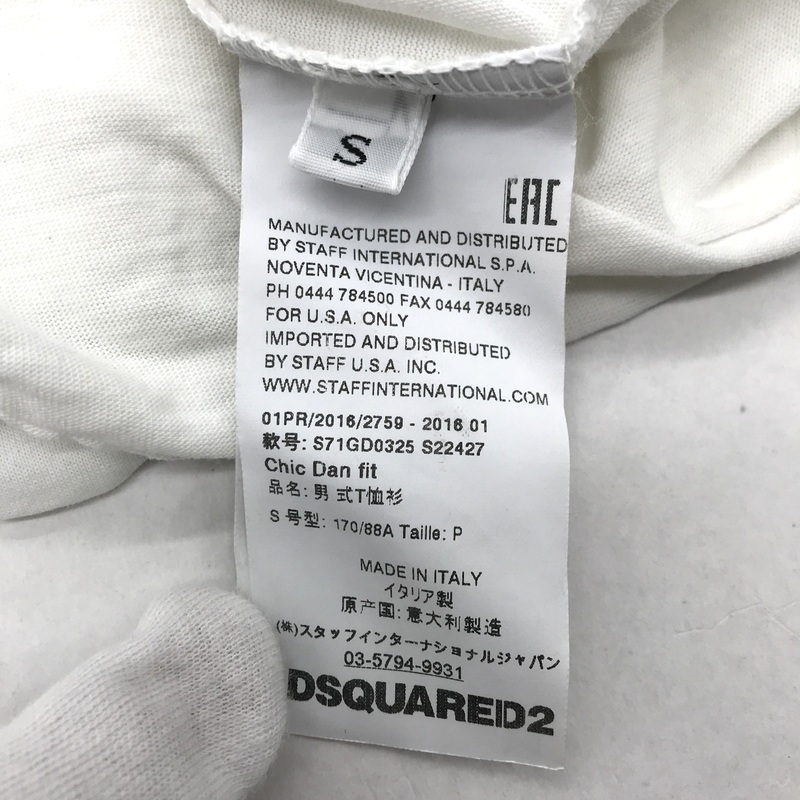 S
EAC
MANUFACTURED AND DISTRIBUTED
BY STAFF INTERNATIONAL S.P.A.
NOVENTA VICENTINA - ITALY
PH 0444 784500 FAX 0444 784580
FOR U.S.A. ONLY
IMPORTED AND DISTRIBUTED
BY STAFF U.S.A. INC.
WWW.STAFFINTERNATIONAL.COM
01PR/2016/2759 - 2016 01
款号: S71GD0325 S22427
Chic Dan fit
品名: 男 式T恤衫
S 号型: 170/88A Taille: P
MADE IN ITALY
イタリア製
原产国: 意大利製造
(株)スタッフインターナショナルジャパン
03-5794-9931
DSQUARED2